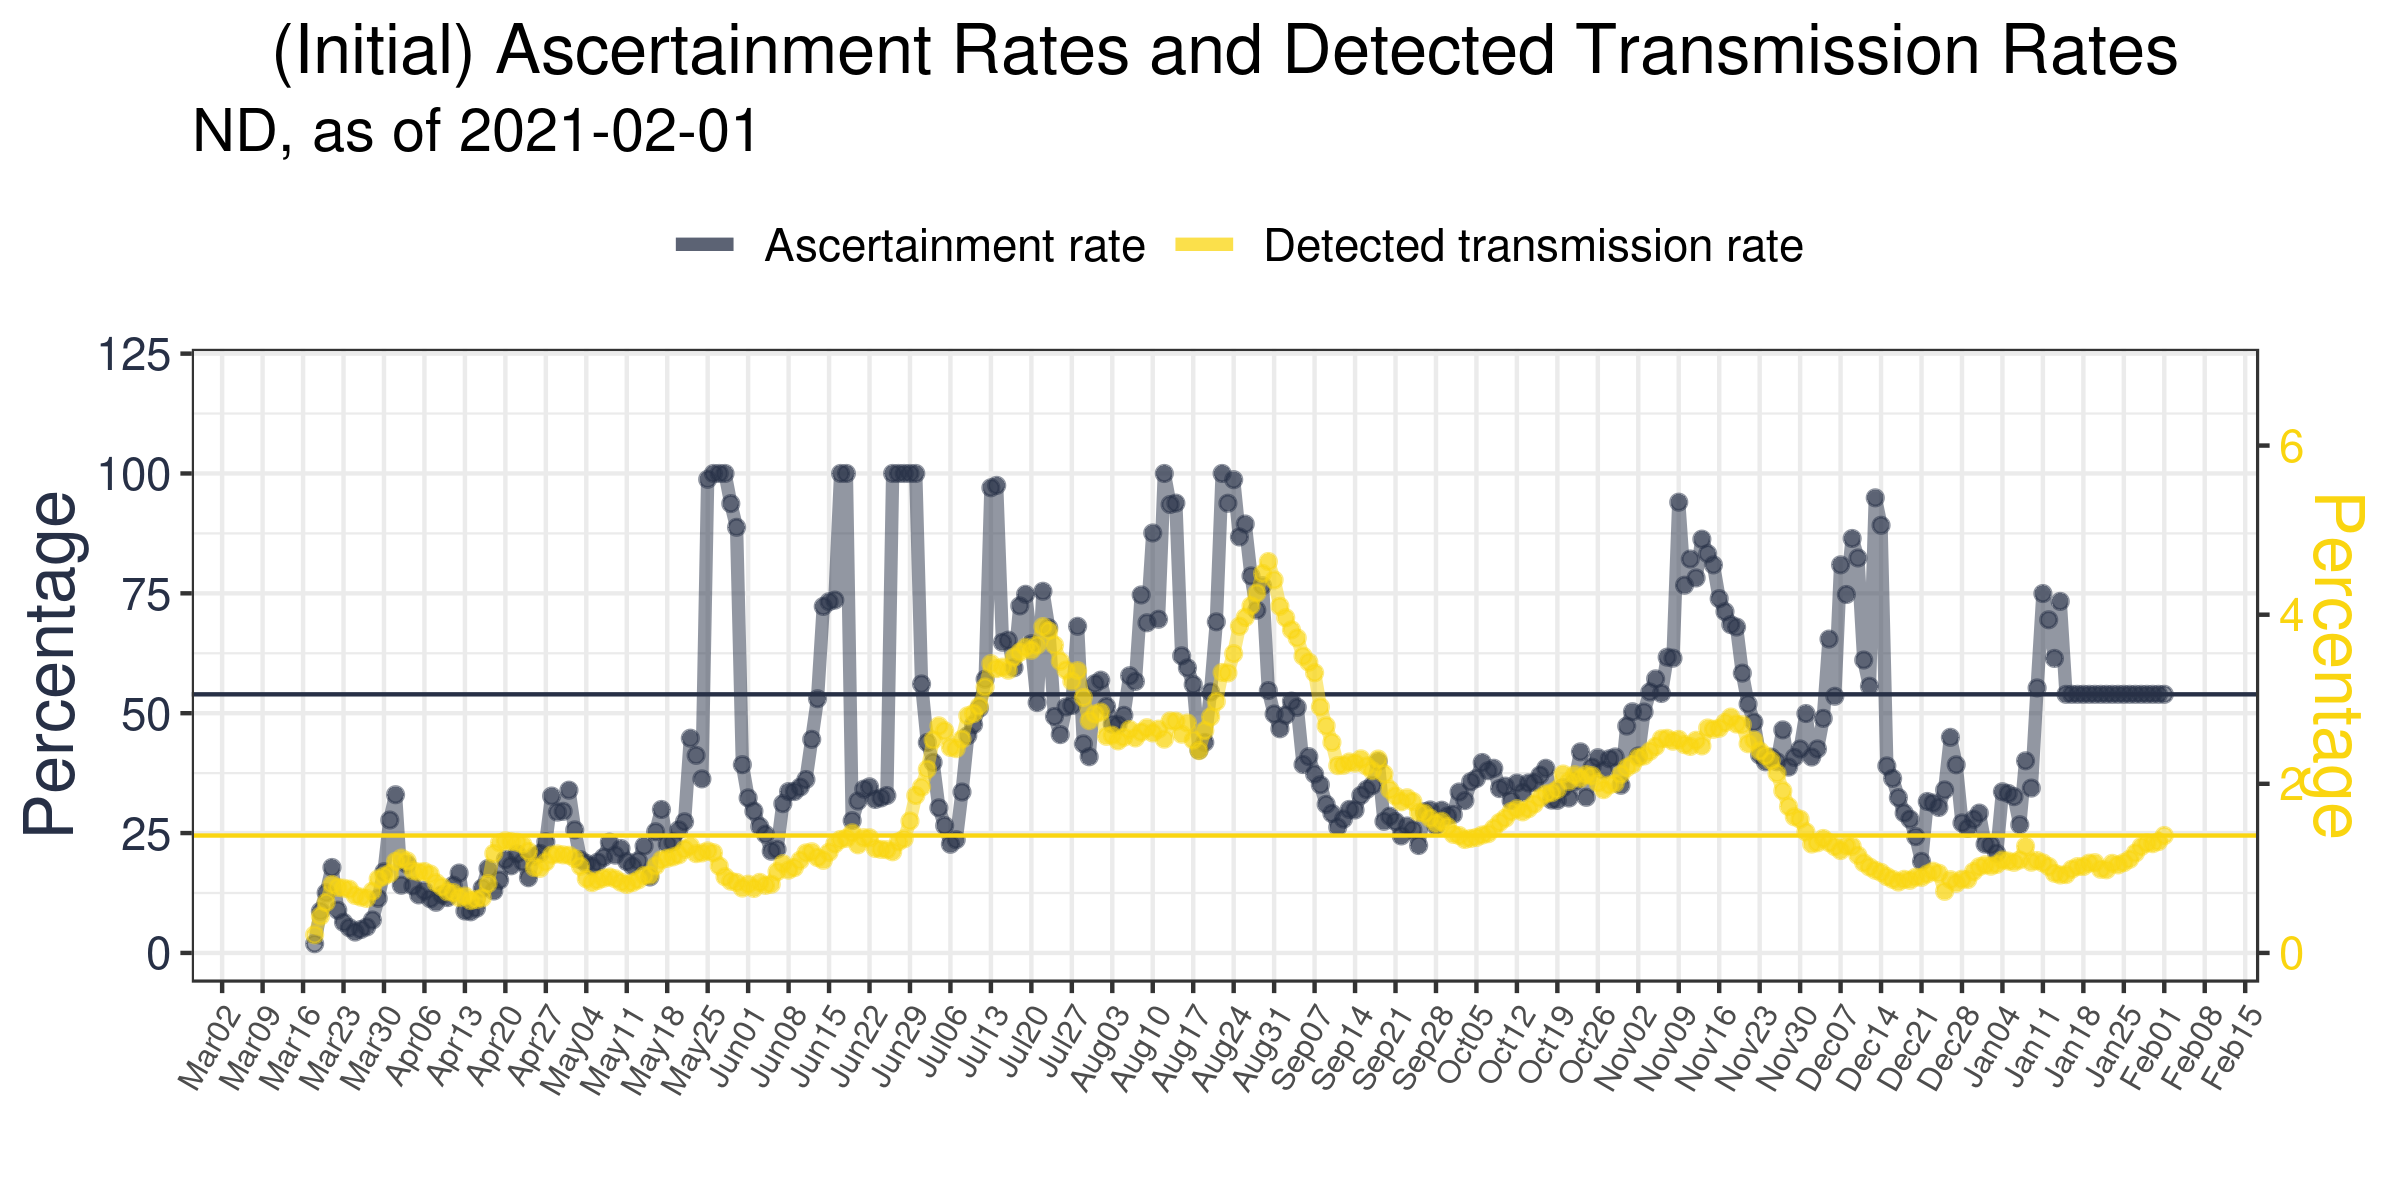 (Initial) Ascertainment Rates and Detected Transmission Rates
ND, as of 2021-02-01
Ascertainment rate
Detected transmission rate
Percentage
125
100
75
50
25
0
6
4
2
0
Percentage
Mar02
Mar09
Mar16
Mar23
Mar30
Apr06
Apr13
Apr20
Apr27
May04
May11
May18
May25
Jun01
Jun08
Jun15
Jun22
Jun29
Jul06
Jul13
Jul20
Jul27
Aug03
Aug10
Aug17
Aug24
Aug31
Sep07
Sep14
Sep21
Sep28
Oct05
Oct12
Oct19
Oct26
Nov02
Nov09
Nov16
Nov23
Nov30
Dec07
Dec14
Dec21
Dec28
Jan04
Jan11
Jan18
Jan25
Feb01
Feb08
Feb15